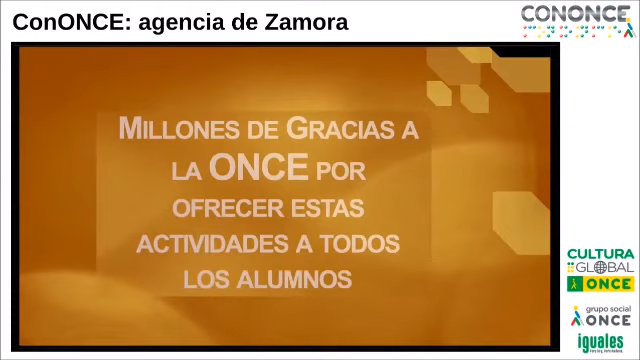 ConONCE: agencia de Zamora
CONONCE
MILLONES DE GRACIAS A
LA ONCE POR
OFRECER ESTAS
ACTIVIDADES A TODOS
LOS ALUMNOS
CULTURA
GLOBAL
ONCE
grupo social
ONCE
iguales